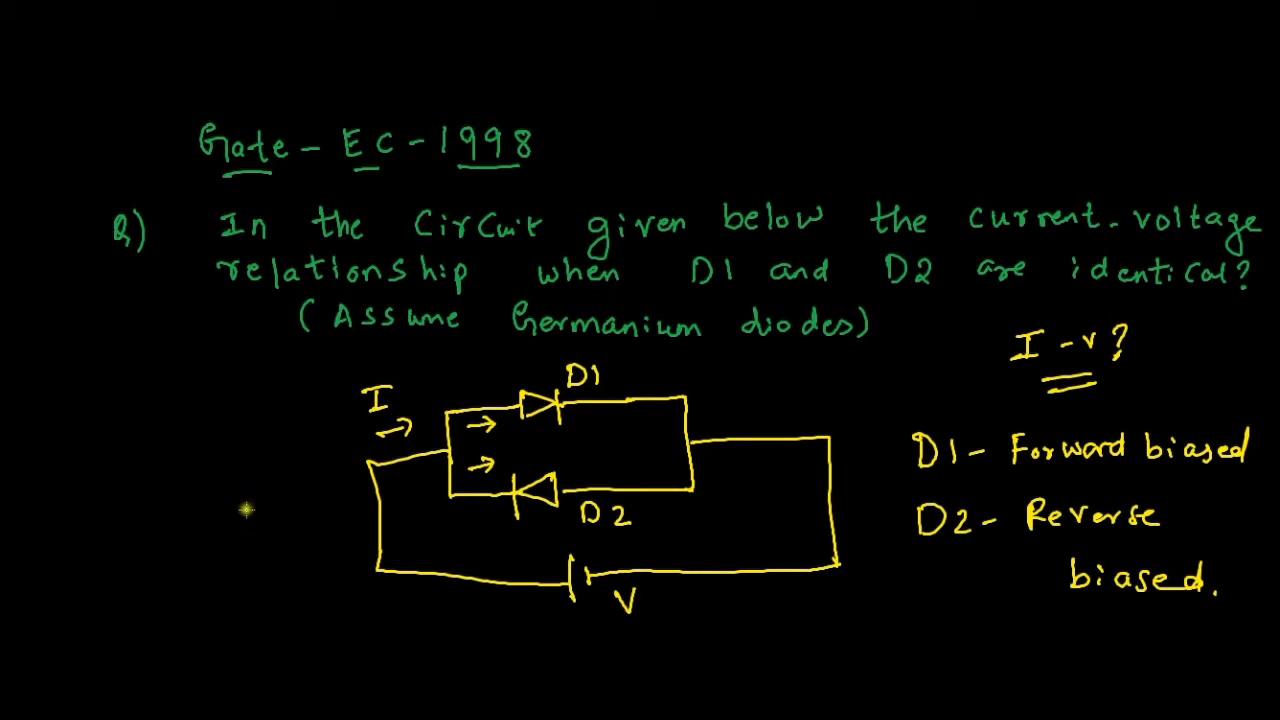 Gate - EC - 1998
Q) In the Circuit given below the current-voltage
relationship when D1 and D2 are identical?
(Assume Germanium diodes)
I - v?
I
D1
D1 - Forward biased
D2
D2 - Reverse
biased.
V